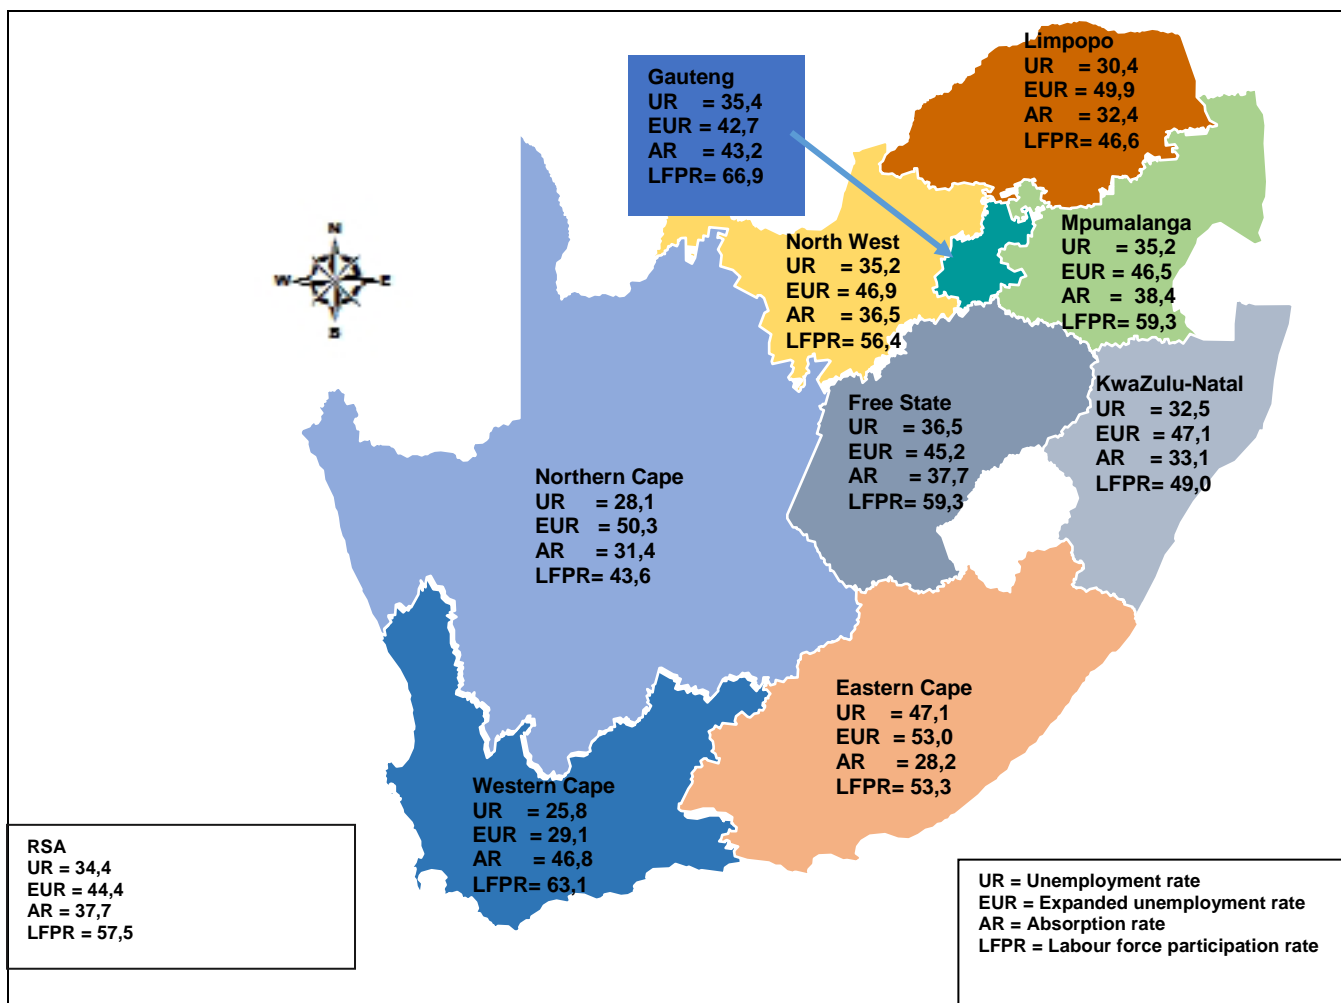 Limpopo
UR = 30,4
EUR = 49,9
AR = 32,4
LFPR= 46,6
Gauteng
UR = 35,4
EUR = 42,7
AR = 43,2
LFPR= 66,9
Mpumalanga
UR = 35,2
EUR = 46,5
AR = 38,4
LFPR= 59,3
North West
UR = 35,2
EUR = 46,9
AR = 36,5
LFPR= 56,4
N
W
E
S
KwaZulu-Natal
UR = 32,5
EUR = 47,1
AR = 33,1
LFPR= 49,0
Free State
UR = 36,5
EUR = 45,2
AR = 37,7
LFPR= 59,3
Northern Cape
UR = 28,1
EUR = 50,3
AR = 31,4
LFPR= 43,6
Eastern Cape
UR = 47,1
EUR = 53,0
AR = 28,2
LFPR= 53,3
Western Cape
UR = 25,8
EUR = 29,1
AR = 46,8
LFPR= 63,1
RSA
UR = 34,4
EUR = 44,4
AR = 37,7
LFPR = 57,5
UR = Unemployment rate
EUR = Expanded unemployment rate
AR = Absorption rate
LFPR = Labour force participation rate